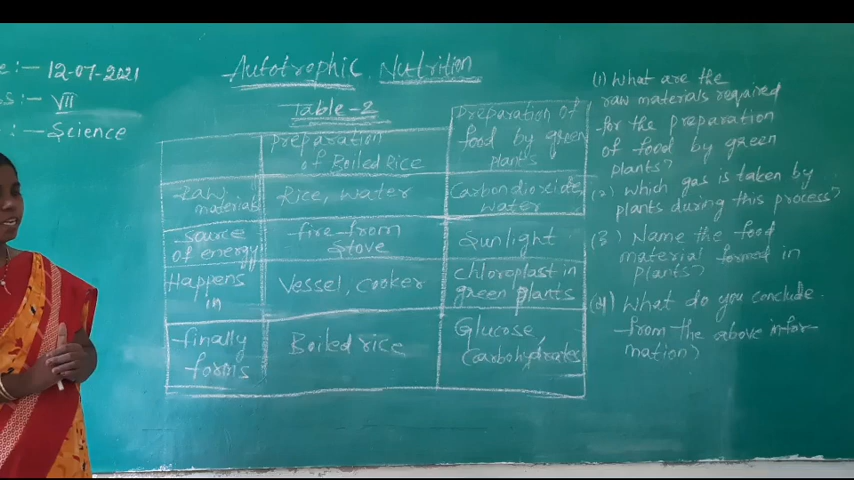 e:- 12-07-2021
ss:- VII
:- Science
Autotrophic Nutrition
Table-2
Preparation of Boiled Rice
Preparation of food by green plants
Raw materials
Rice, water
Carbondioxide, water
source of energy
fire from stove
Sunlight
Happens in
Vessel, cooker
chloroplast in green plants
finally forms
Boiled rice
Glucose, (carbohydrates
(1) What are the
raw materials required
for the preparation
of food by green
plants?
(2) Which gas is taken by
plants during this process?
(3) Name the food
material formed in
plants?
(4) What do you conclude
from the above infor-
mation?